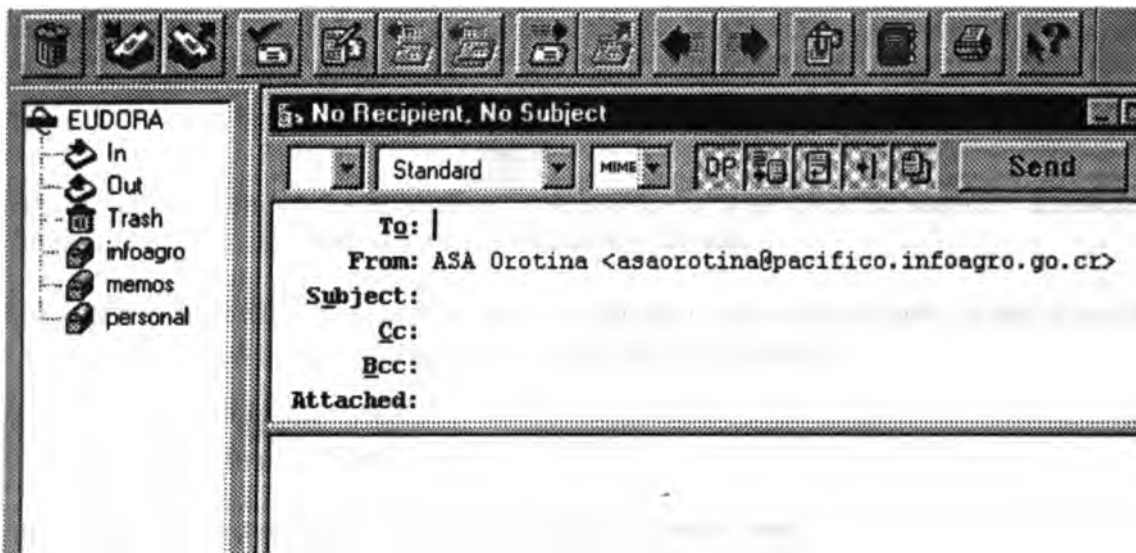 EUDORA
In
Out
Trash
infoagro
memos
personal
No Recipient, No Subject
Standard MIME QP Send
To:
From: ASA Orotina <asaorotina@pacifico.infoagro.go.cr>
Subject:
Cc:
Bcc:
Attached: